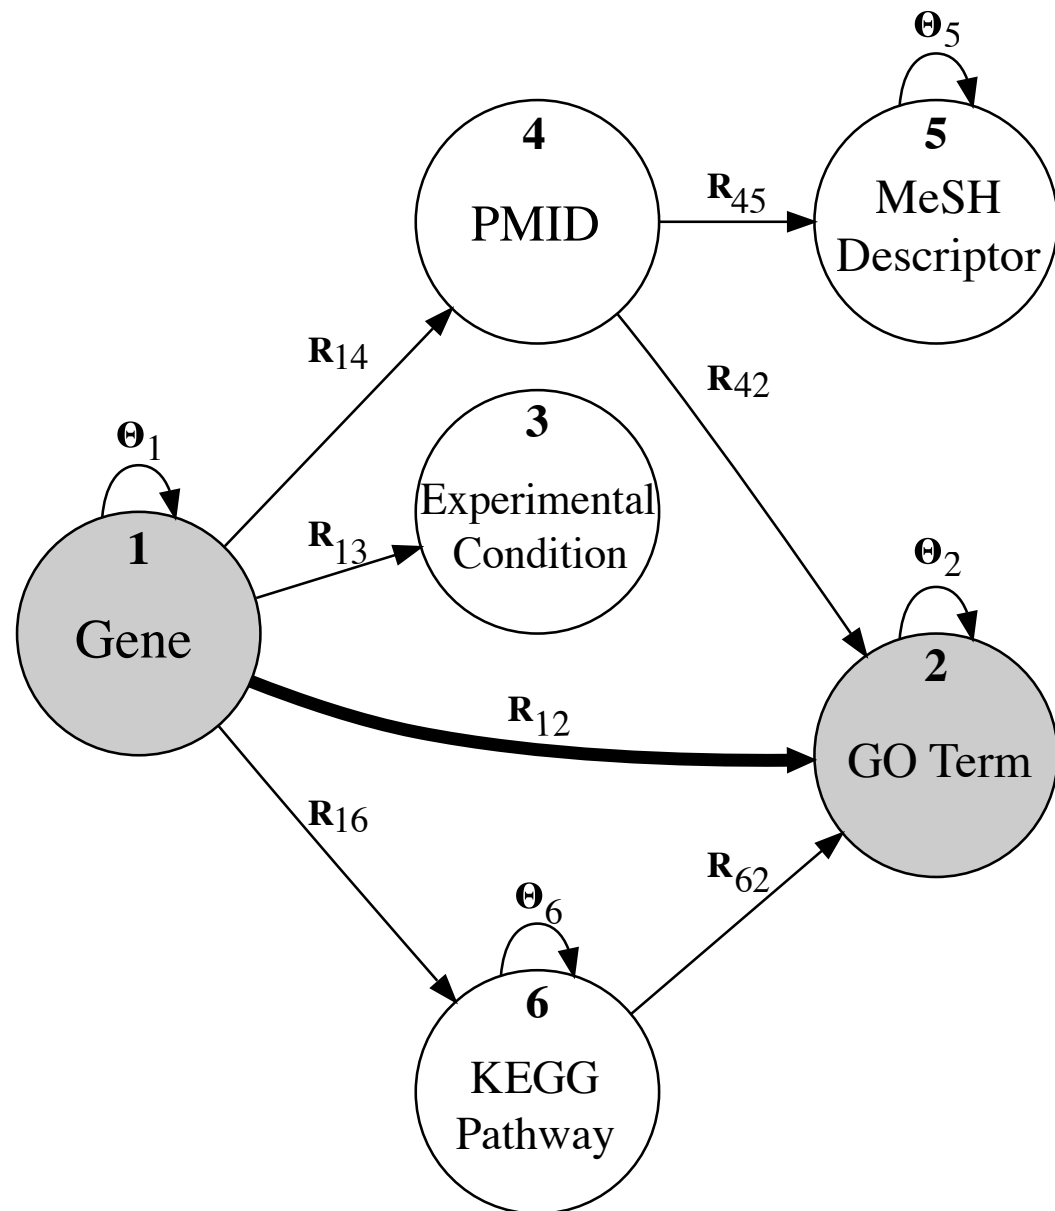 Θ5
4
PMID
R45
5
MeSH
Descriptor
R14
R42
3
Experimental
Condition
Θ1
1
Gene
R13
Θ2
2
GO Term
R12
R16
R62
Θ6
6
KEGG
Pathway